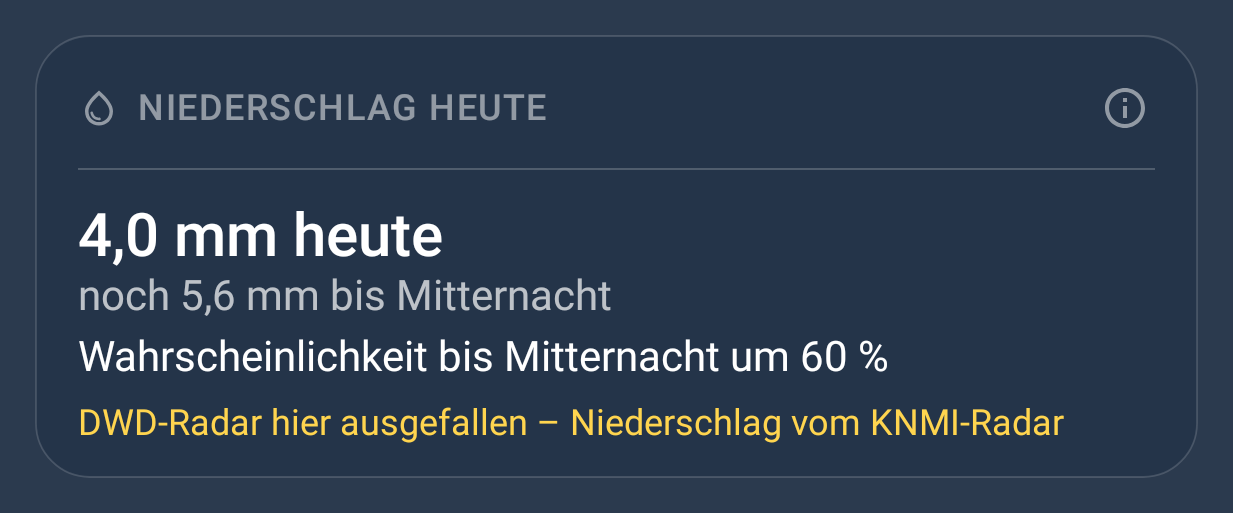 NIEDERSCHLAG HEUTE
4,0 mm heute
noch 5,6 mm bis Mitternacht
Wahrscheinlichkeit bis Mitternacht um 60 %
DWD-Radar hier ausgefallen – Niederschlag vom KNMI-Radar